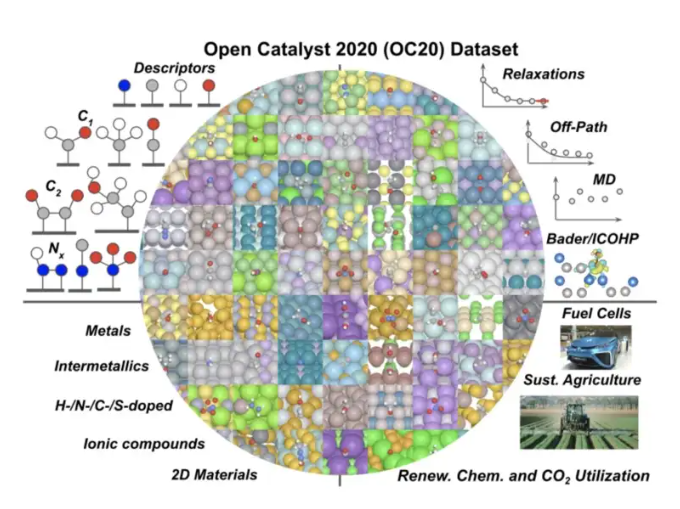 Open Catalyst 2020 (OC20) Dataset
Descriptors
C₁
C₂
Nₓ
Relaxations
Off-Path
MD
Bader/ICOHP
Metals
Intermetallics
H-/N-/C-/S-doped
Ionic compounds
2D Materials
Fuel Cells
Sust. Agriculture
Renew. Chem. and CO₂ Utilization